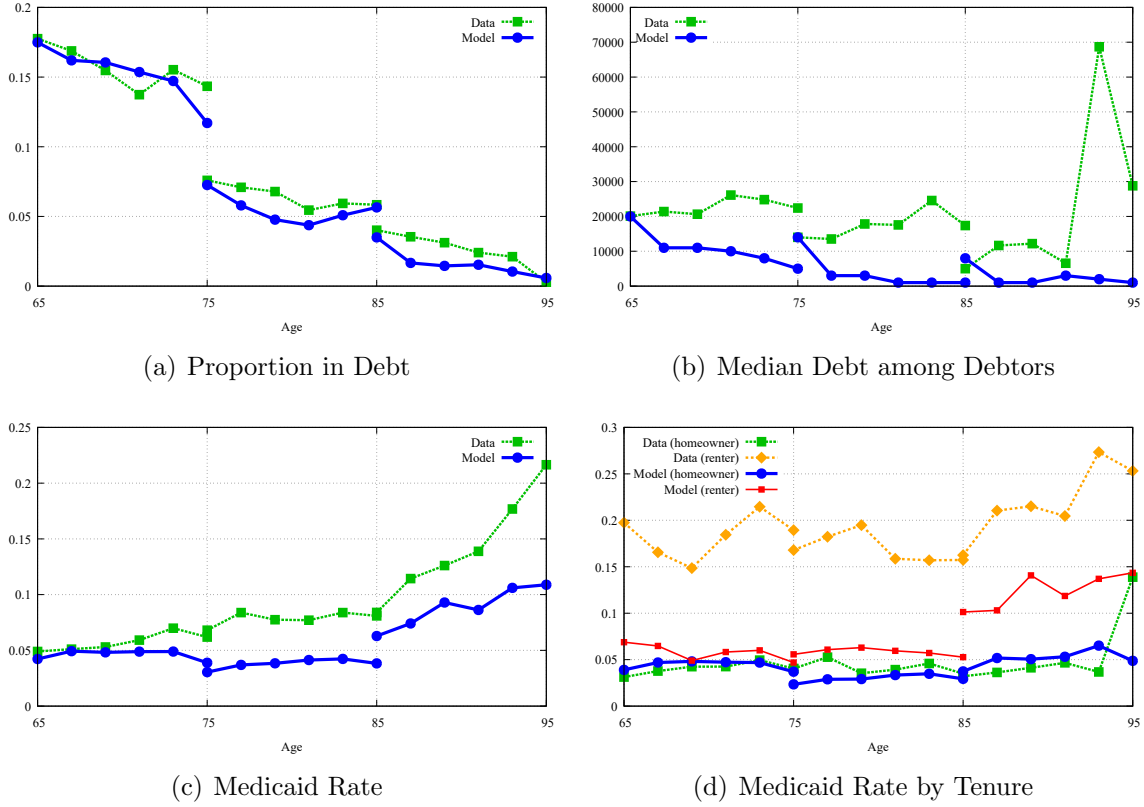 0.2
0.15
0.1
0.05
0
65
75
85
95
Age
Data
Model
(a) Proportion in Debt
80000
70000
60000
50000
40000
30000
20000
10000
0
65
75
85
95
Age
Data
Model
(b) Median Debt among Debtors
0.25
0.2
0.15
0.1
0.05
0
65
75
85
95
Age
Data
Model
(c) Medicaid Rate
0.3
0.25
0.2
0.15
0.1
0.05
0
65
75
85
95
Age
Data (homeowner)
Data (renter)
Model (homeowner)
Model (renter)
(d) Medicaid Rate by Tenure